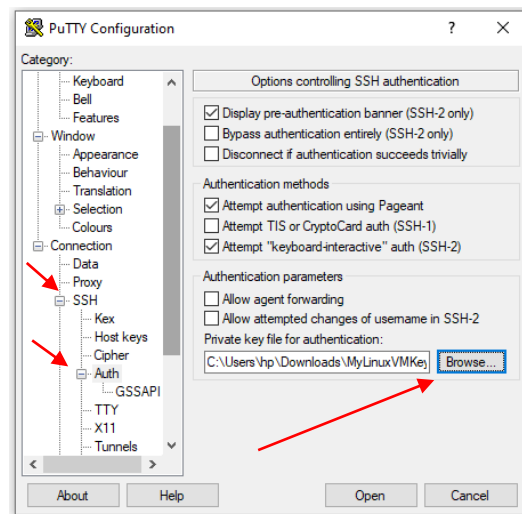 PuTTY Configuration ? ×
Category:
Keyboard
Bell
Features
Window
Appearance
Behaviour
Translation
Selection
Colours
Connection
Data
Proxy
SSH
Kex
Host keys
Cipher
Auth
GSSAPI
TTY
X11
Tunnels
Options controlling SSH authentication
Display pre-authentication banner (SSH-2 only)
Bypass authentication entirely (SSH-2 only)
Disconnect if authentication succeeds trivially
Authentication methods
Attempt authentication using Pageant
Attempt TIS or CryptoCard auth (SSH-1)
Attempt "keyboard-interactive" auth (SSH-2)
Authentication parameters
Allow agent forwarding
Allow attempted changes of username in SSH-2
Private key file for authentication:
C:\Users\hp\Downloads\MyLinuxVMKey Browse...
About Help Open Cancel